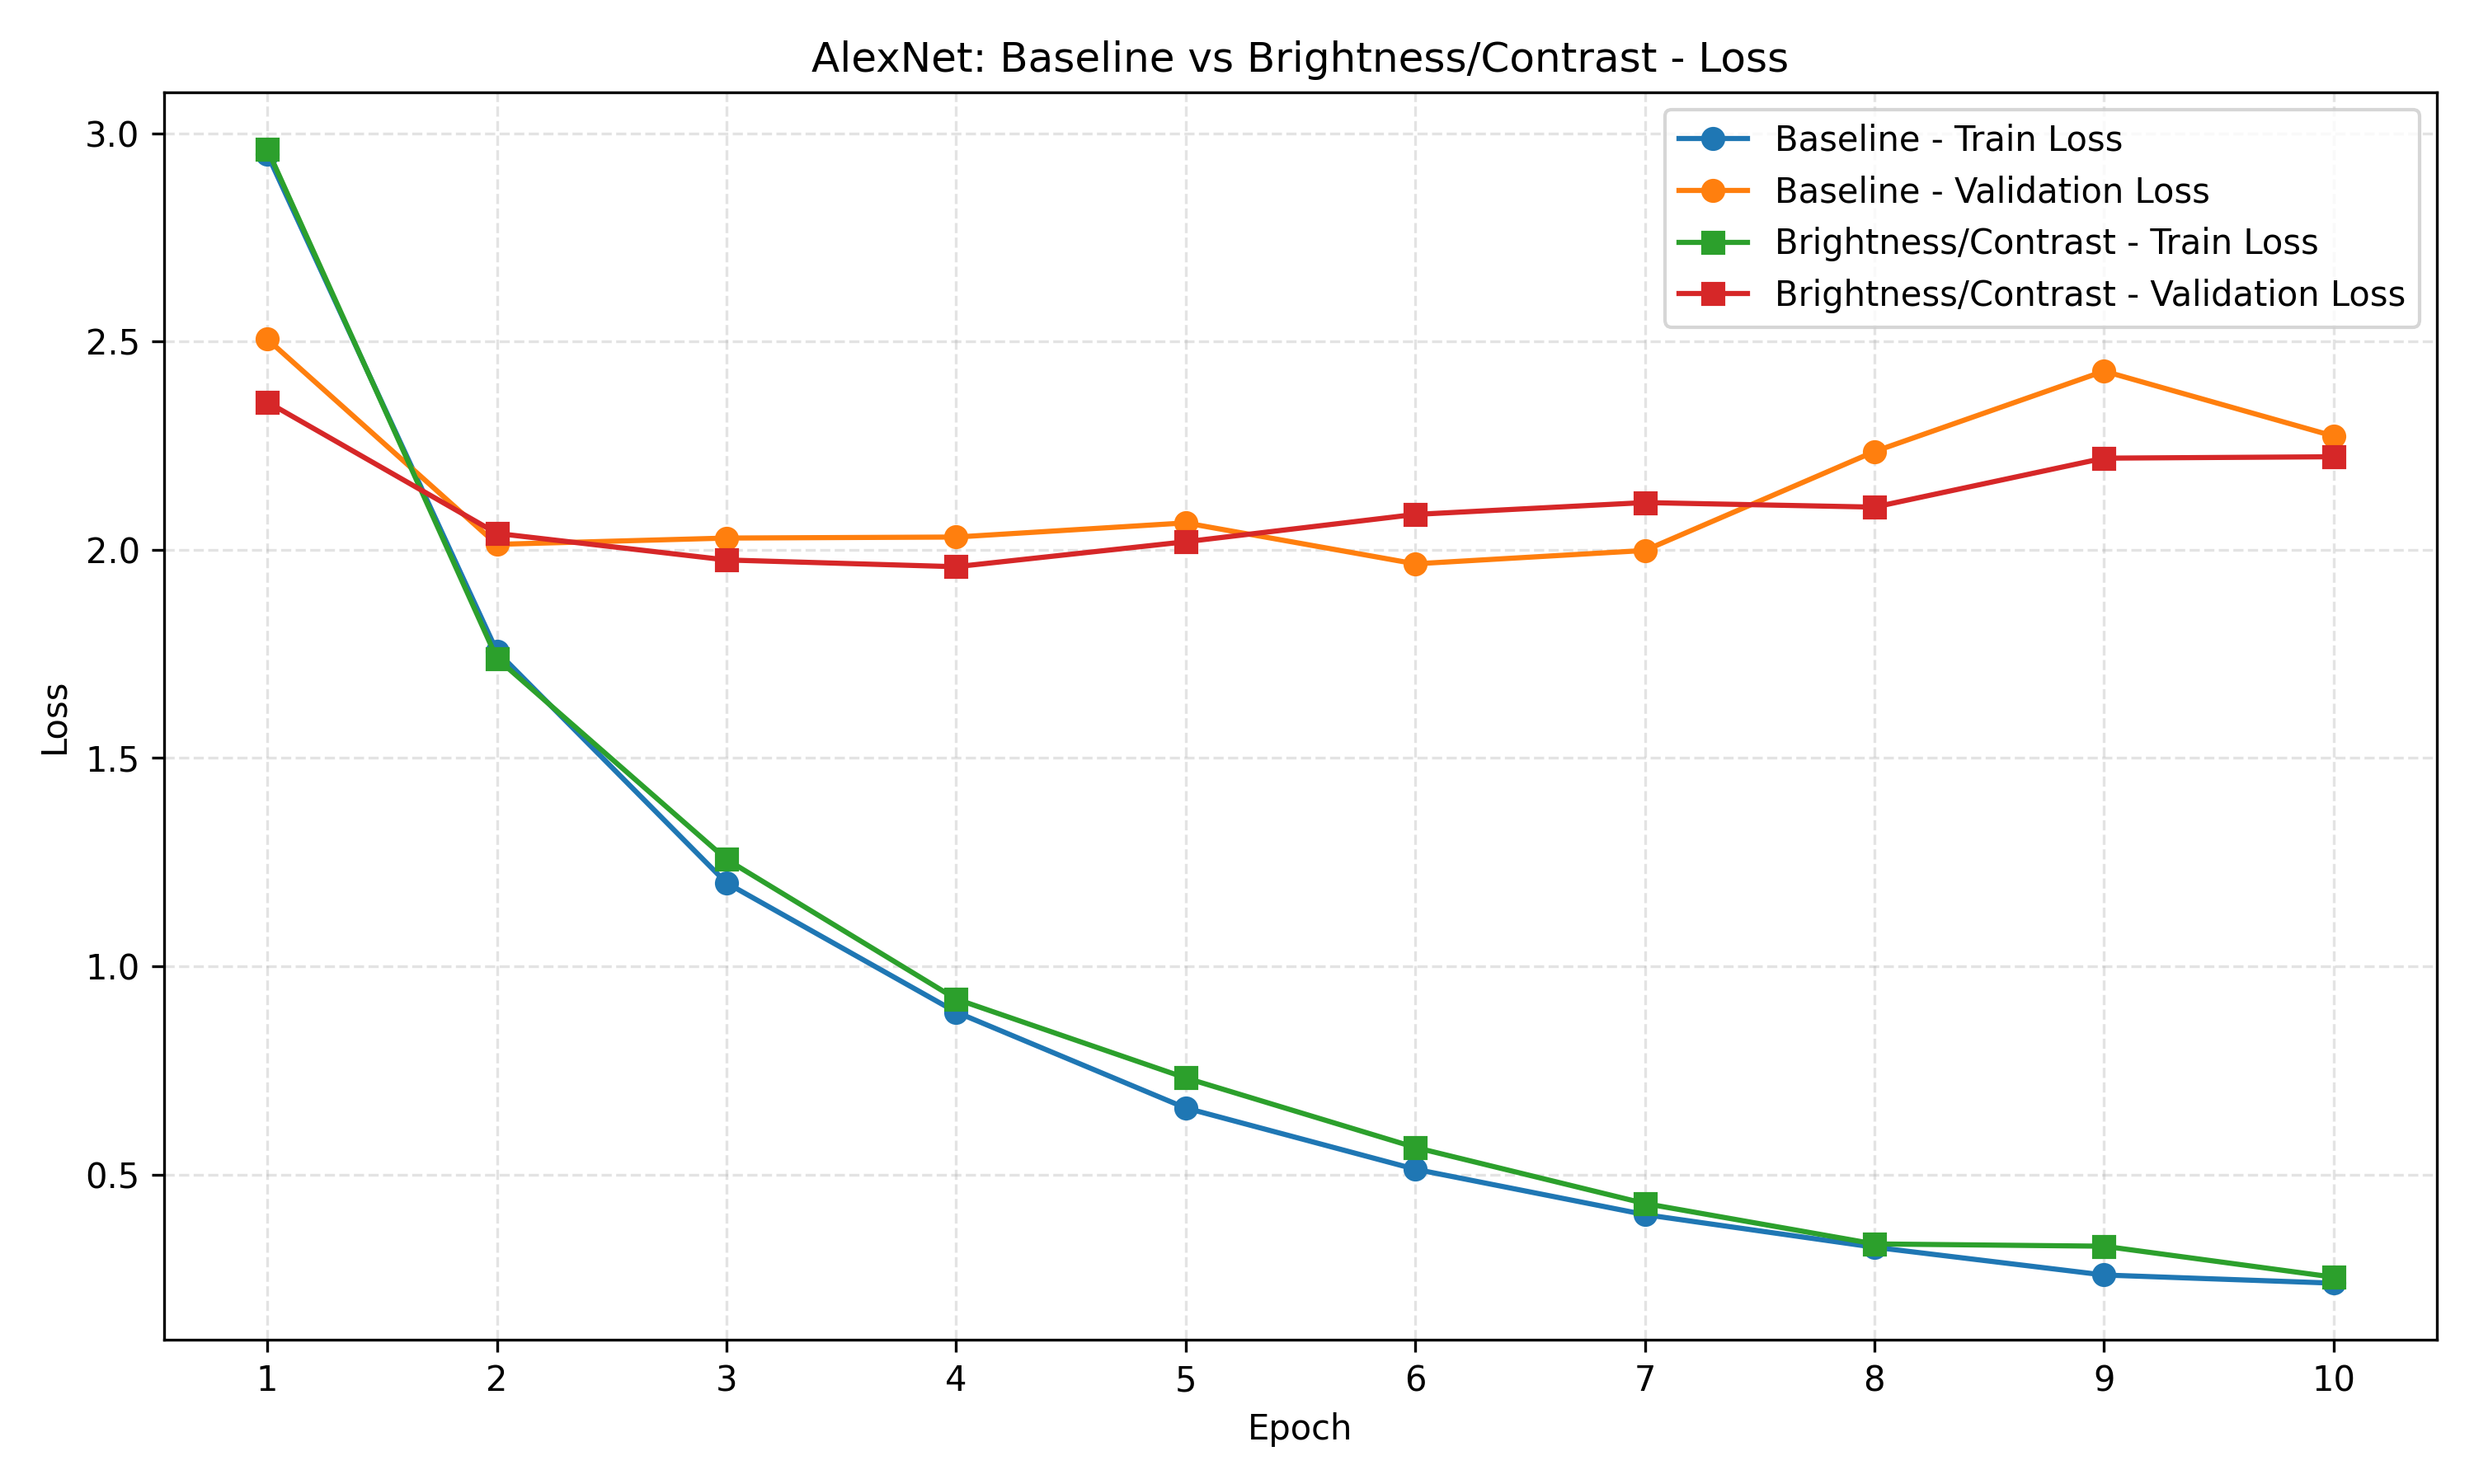 AlexNet: Baseline vs Brightness/Contrast - Loss
Baseline - Train Loss
Baseline - Validation Loss
Brightness/Contrast - Train Loss
Brightness/Contrast - Validation Loss
3.0
2.5
2.0
1.5
1.0
0.5
Loss
1 2 3 4 5 6 7 8 9 10
Epoch